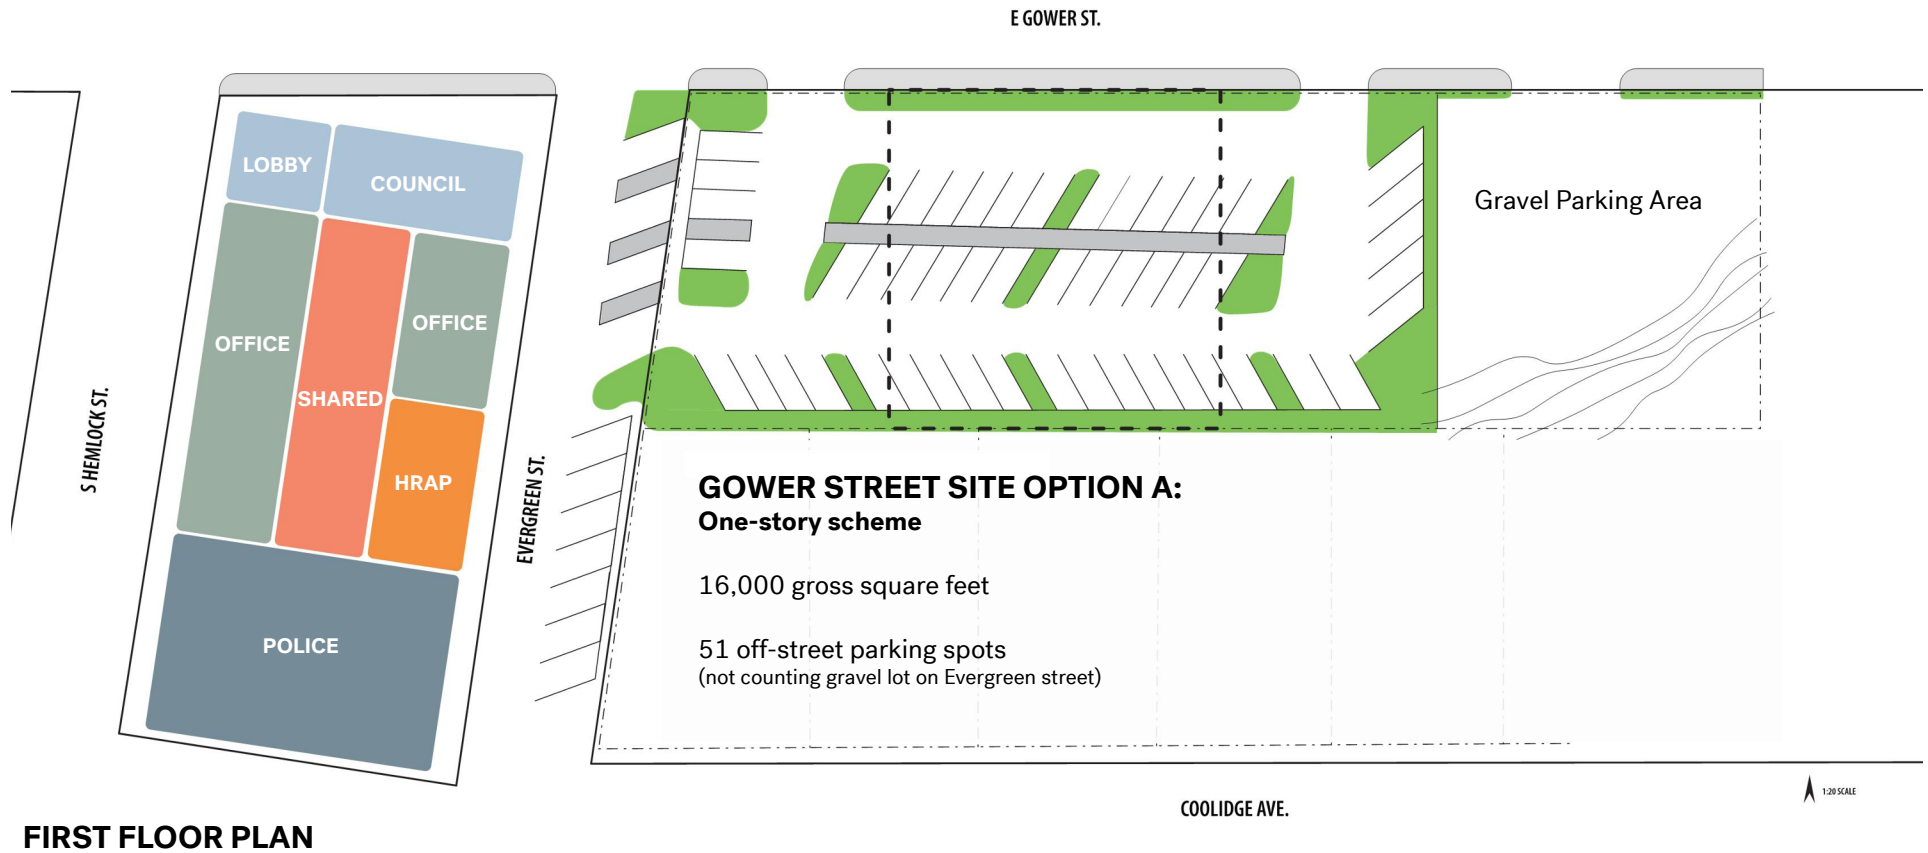 E GOWER ST.
LOBBY
COUNCIL
Gravel Parking Area
OFFICE
OFFICE
SHARED
S HEMLOCK ST.
HRAP
EVERGREEN ST.
GOWER STREET SITE OPTION A:
One-story scheme
16,000 gross square feet
POLICE
51 off-street parking spots
(not counting gravel lot on Evergreen street)
1:20 SCALE
COOLIDGE AVE.
FIRST FLOOR PLAN